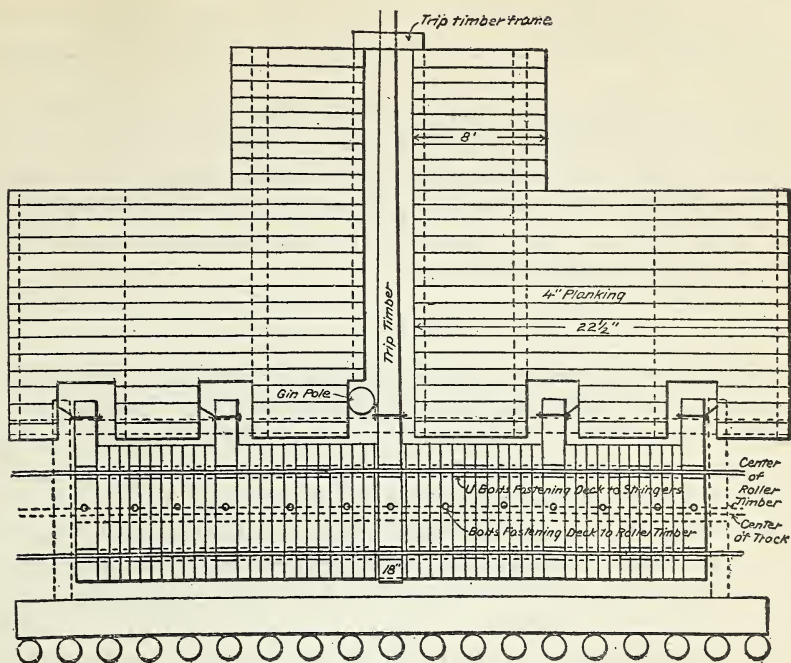 Trip timber frame
8'
4" Planking
22½"
Trip Timber
Gin Pole
Center
of
Roller
Timber
U Bolts Fastening Deck to Stringers
Bolts Fastening Deck to Roller Timber
Center
of Track
18"